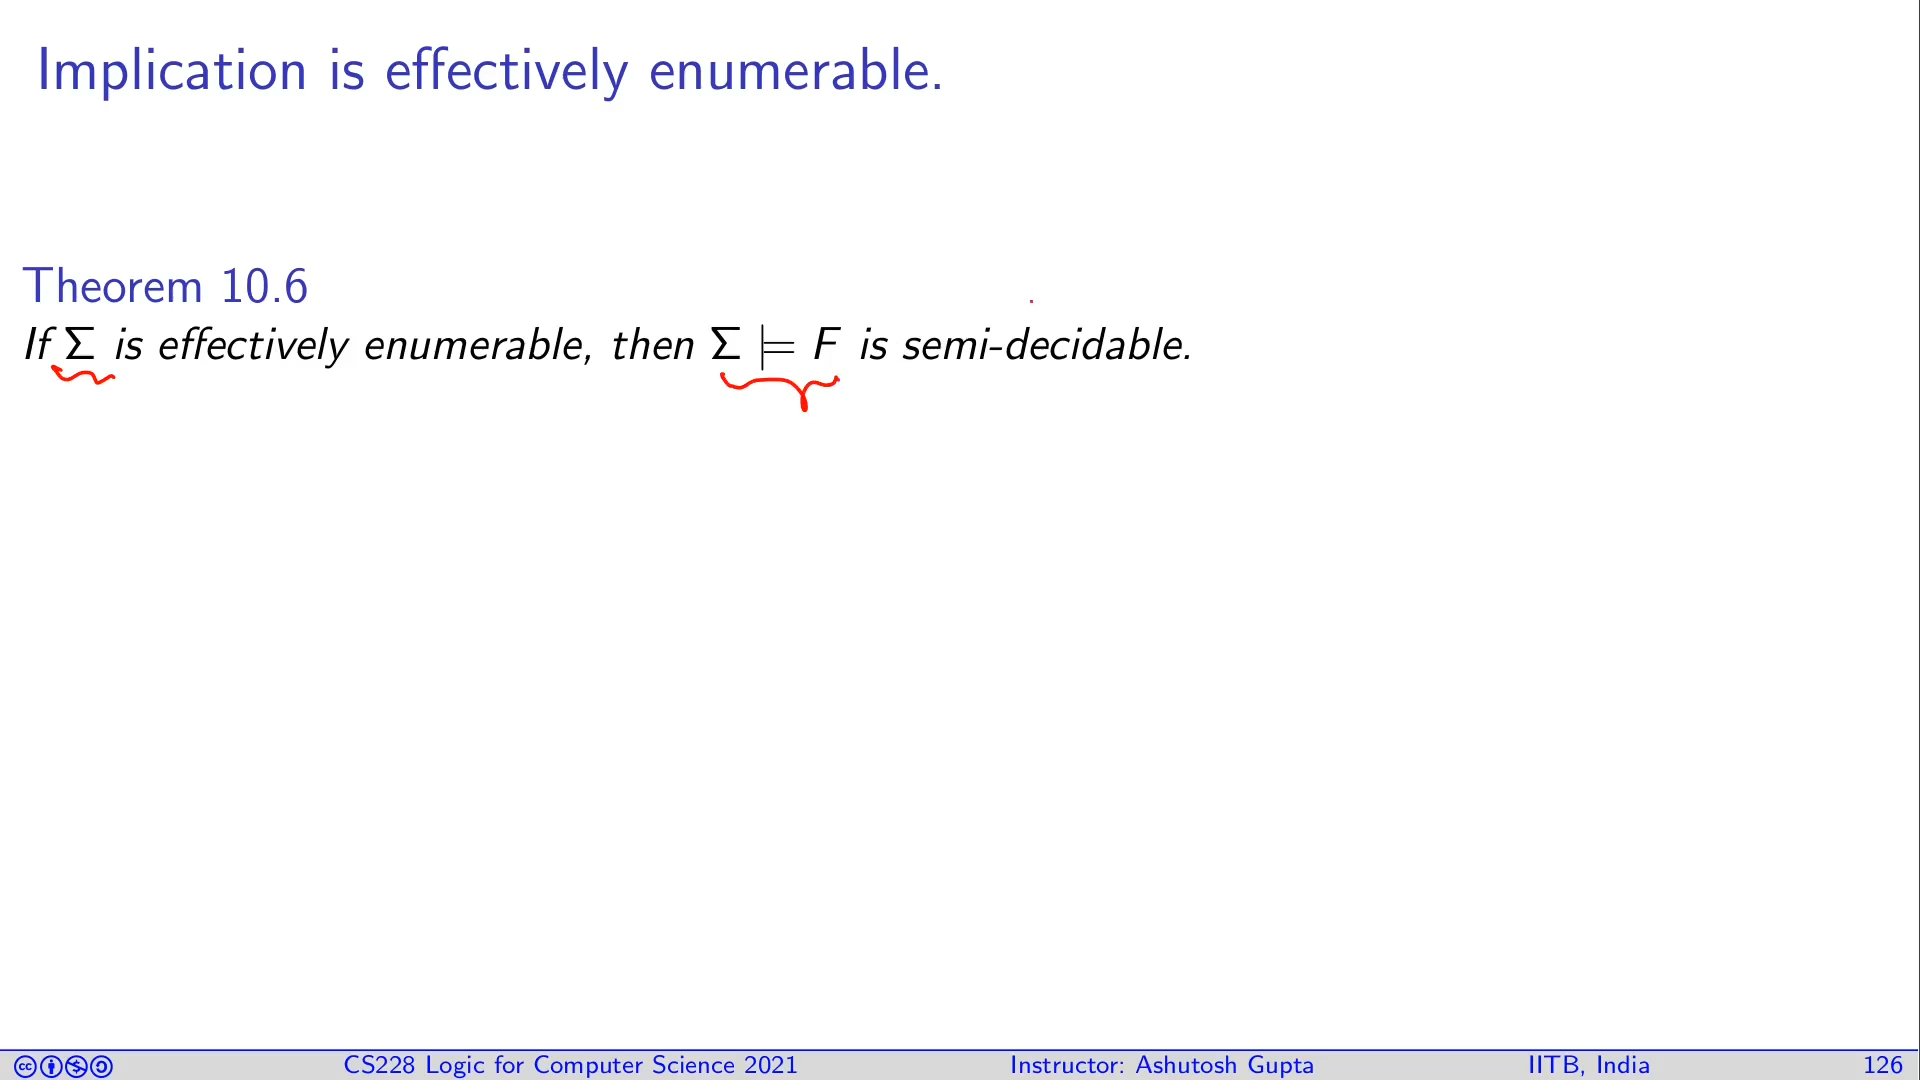 Implication is effectively enumerable.
Theorem 10.6
If Σ is effectively enumerable, then Σ ⊨ F is semi-decidable.
CS228 Logic for Computer Science 2021 Instructor: Ashutosh Gupta IITB, India 126